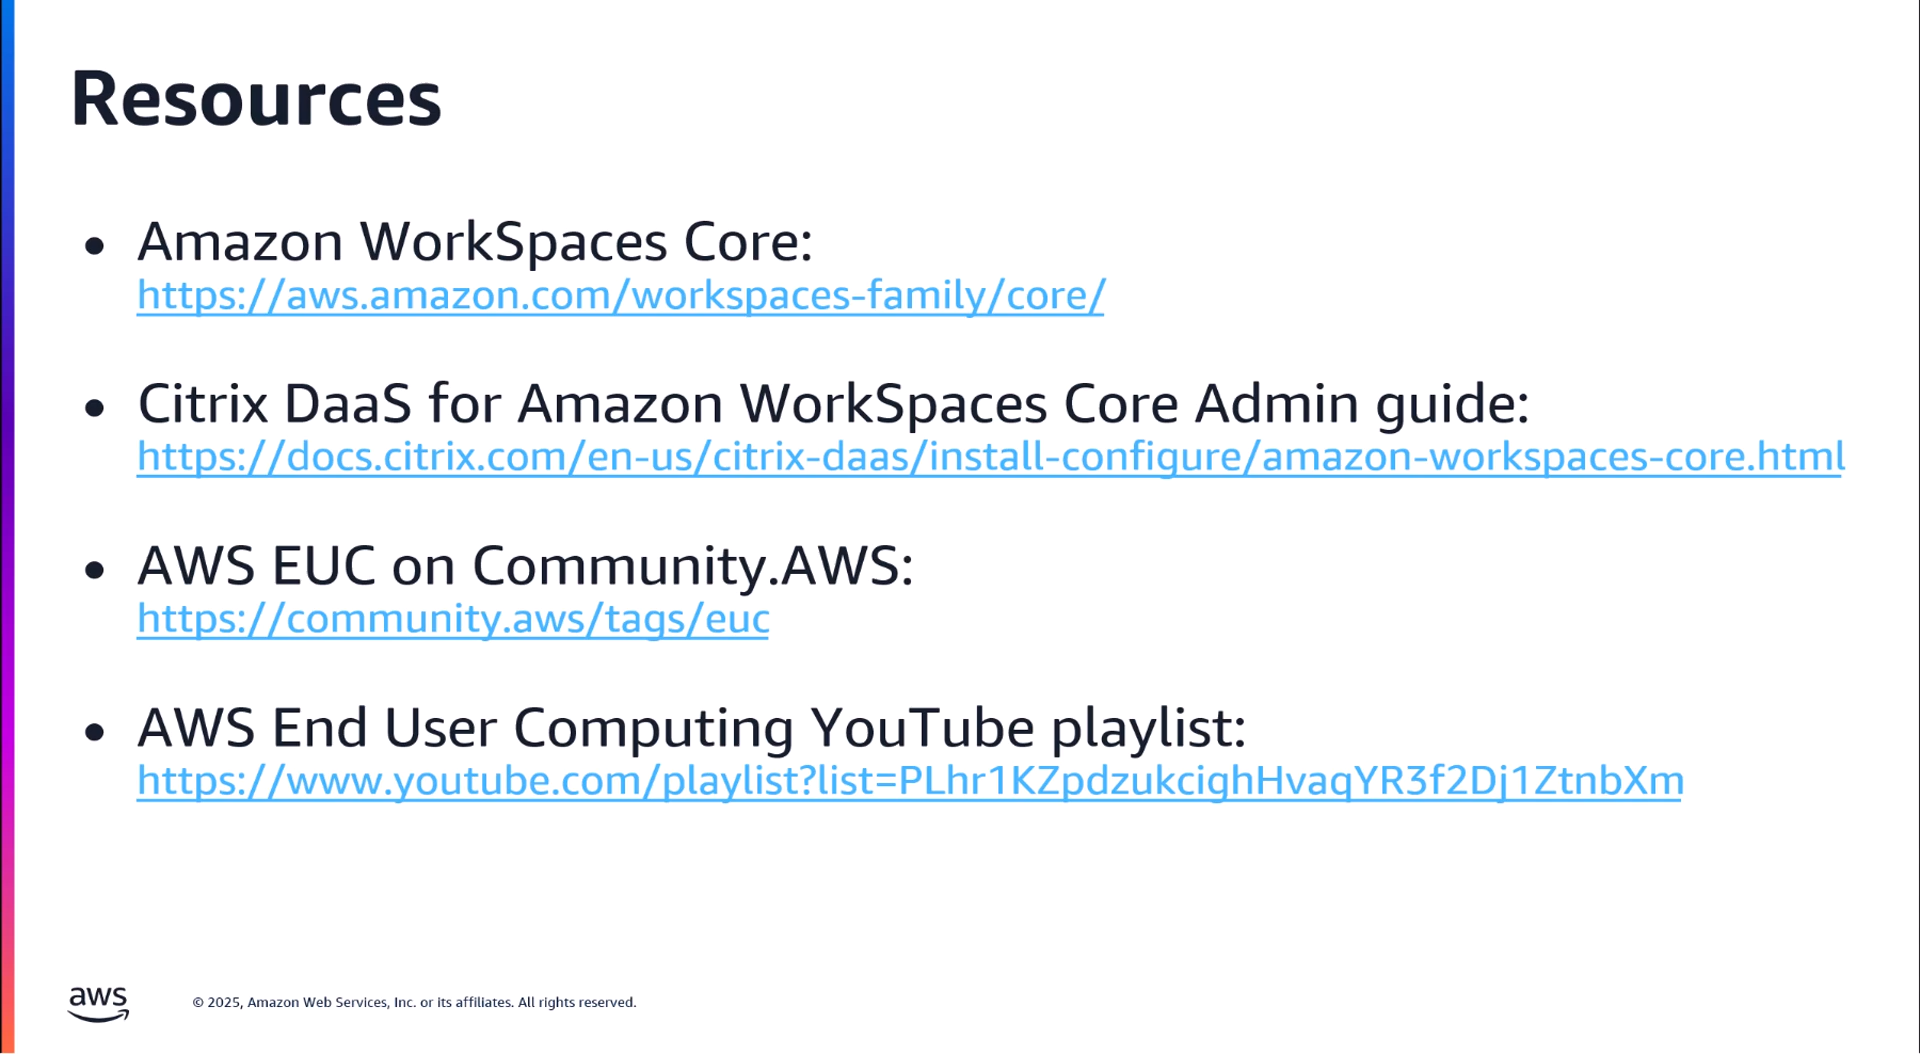 Resources
• Amazon WorkSpaces Core:
https://aws.amazon.com/workspaces-family/core/
• Citrix DaaS for Amazon WorkSpaces Core Admin guide:
https://docs.citrix.com/en-us/citrix-daas/install-configure/amazon-workspaces-core.html
• AWS EUC on Community.AWS:
https://community.aws/tags/euc
• AWS End User Computing YouTube playlist:
https://www.youtube.com/playlist?list=PLhr1KZpdzukcighHvaqYR3f2Dj1ZtnbXm
aws
© 2025, Amazon Web Services, Inc. or its affiliates. All rights reserved.